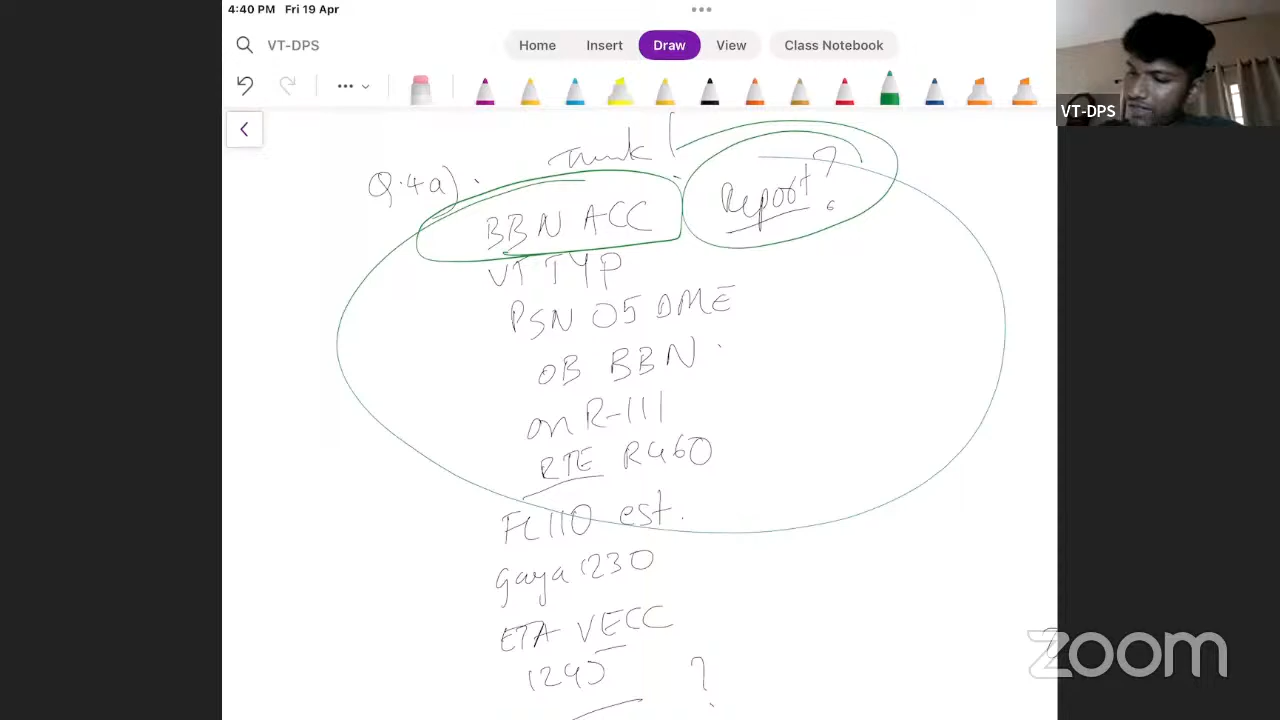 4:40 PM Fri 19 Apr
VT-DPS
Home Insert Draw View Class Notebook
VT-DPS
Q.4a)
BBN ACC Report?
VT TYP
PSN 05 DME
OB BBN
on R-111
RTE R460
FL110 est.
gaya 1230
ETA VECC
1245 ?
zoom